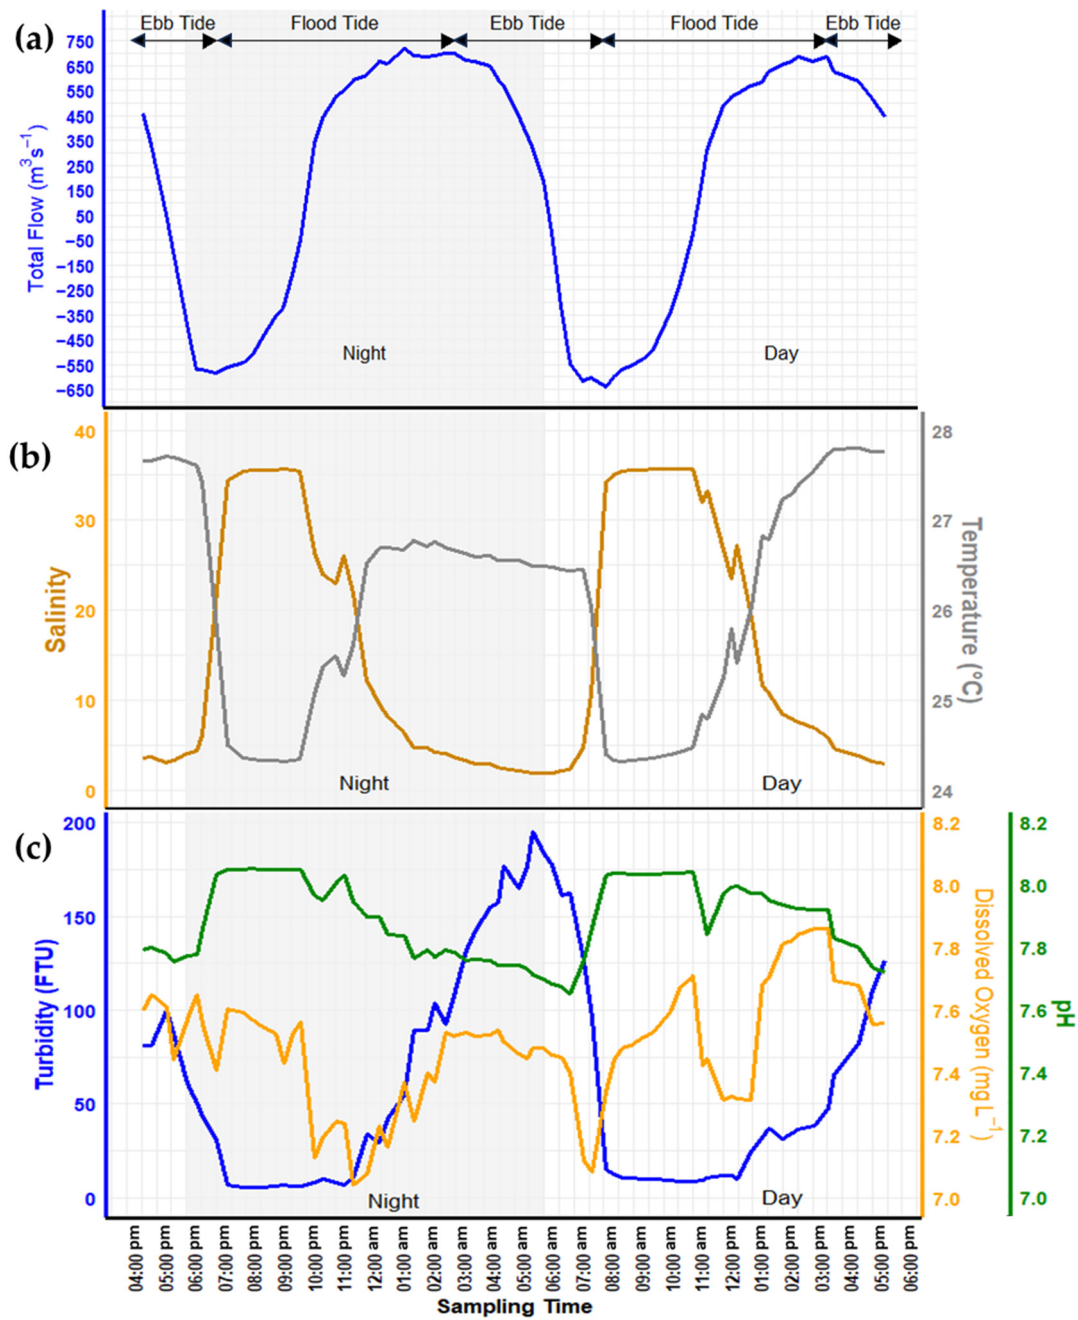 (a)
Ebb Tide Flood Tide Ebb Tide Flood Tide Ebb Tide
750
650
550
450
350
250
150
50
−50
−150
−250
−350
−450
−550
−650
Total Flow (m³s⁻¹)
Night Day
(b)
40
30
20
10
0
Salinity
28
27
26
25
24
Temperature (°C)
Night Day
(c)
200
150
100
50
0
Turbidity (FTU)
8.2
8.0
7.8
7.6
7.4
7.2
7.0
Dissolved Oxygen (mg L⁻¹)
8.2
8.0
7.8
7.6
7.4
7.2
7.0
pH
Night Day
04:00 pm
05:00 pm
06:00 pm
07:00 pm
08:00 pm
09:00 pm
10:00 pm
11:00 pm
12:00 am
01:00 am
02:00 am
03:00 am
04:00 am
05:00 am
06:00 am
07:00 am
08:00 am
09:00 am
10:00 am
11:00 am
12:00 pm
01:00 pm
02:00 pm
03:00 pm
04:00 pm
05:00 pm
06:00 pm
Sampling Time